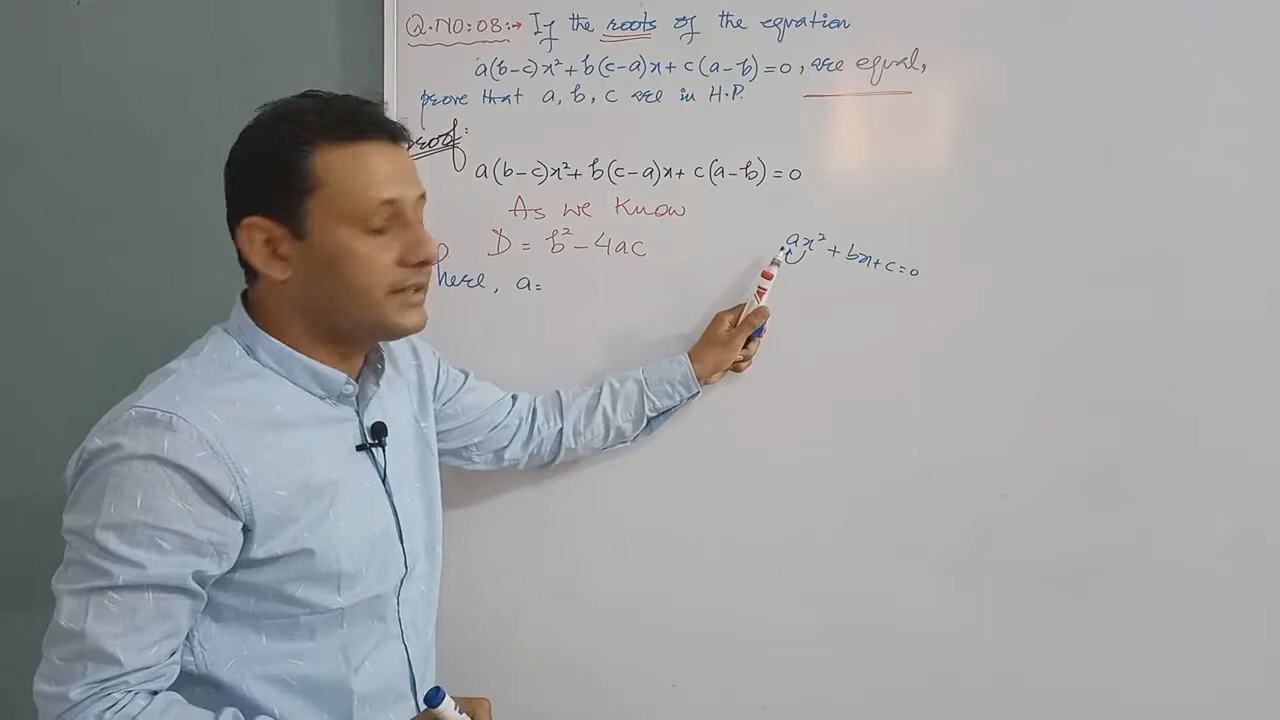 Q.NO:08:→ If the roots of the equation
a(b-c)x²+b(c-a)x+c(a-b)=0, are equal,
prove that a, b, c are in H.P.
roof:
a(b-c)x²+b(c-a)x+c(a-b)=0
As we know
D = b²-4ac
here, a=
ax²+bx+c=0